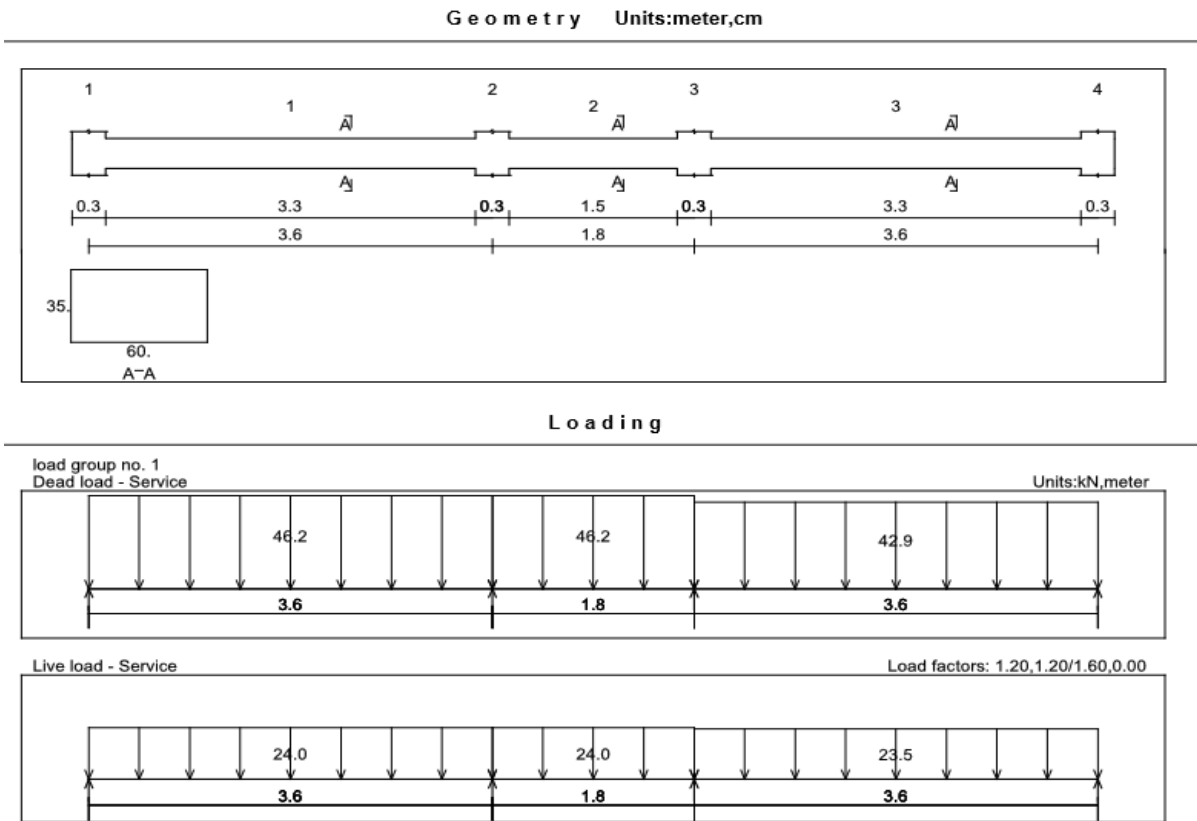 Geometry Units:meter,cm
1 2 3 4
1 2 3
A A A
A A A
0.3 3.3 0.3 1.5 0.3 3.3 0.3
3.6 1.8 3.6
35.
60.
A-A
Loading
load group no. 1
Dead load - Service Units:kN,meter
46.2 46.2 42.9
3.6 1.8 3.6
Live load - Service Load factors: 1.20,1.20/1.60,0.00
24.0 24.0 23.5
3.6 1.8 3.6